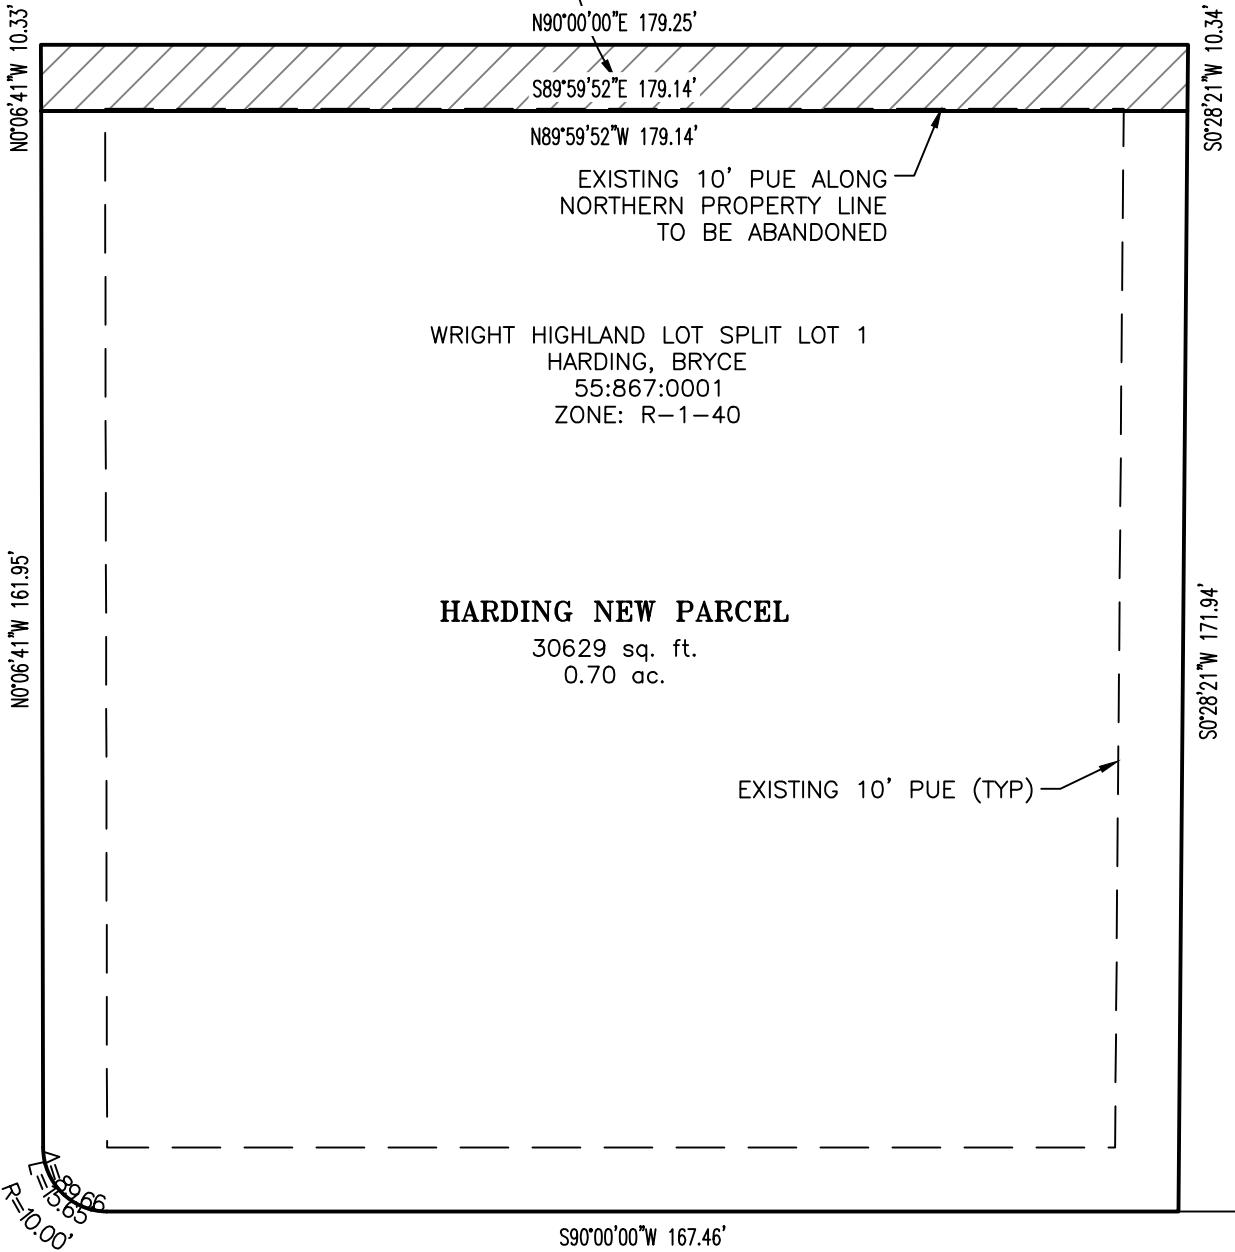 N90°00'00"E 179.25'
N0°06'41"W 10.33'
S0°28'21"W 10.34'
S89°59'52"E 179.14'
N89°59'52"W 179.14'
EXISTING 10' PUE ALONG
NORTHERN PROPERTY LINE
TO BE ABANDONED
WRIGHT HIGHLAND LOT SPLIT LOT 1
HARDING, BRYCE
55:867:0001
ZONE: R-1-40
N0°06'41"W 161.95'
HARDING NEW PARCEL
30629 sq. ft.
0.70 ac.
S0°28'21"W 171.94'
EXISTING 10' PUE (TYP)
Δ=89.66
L=15.65
R=10.00'
S90°00'00"W 167.46'